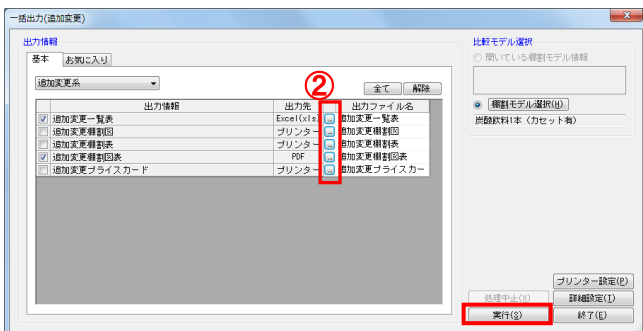 一括出力(追加変更)
出力情報
基本 お気に入り
追加変更系
②
全て 解除
出力情報 出力先 出力ファイル名
追加変更一覧表 Excel(xls) ... 追加変更一覧表
追加変更棚割図 プリンター ... 追加変更棚割図
追加変更棚割表 プリンター ... 追加変更棚割表
追加変更棚割図表 PDF ... 追加変更棚割図表
追加変更プライスカード プリンター ... 追加変更プライスカー
比較モデル選択
開いている棚割モデル情報
棚割モデル選択(H)
炭酸飲料1本（カセット有）
プリンター設定(P)
処理中止(X) 詳細設定(I)
実行(S) 終了(E)